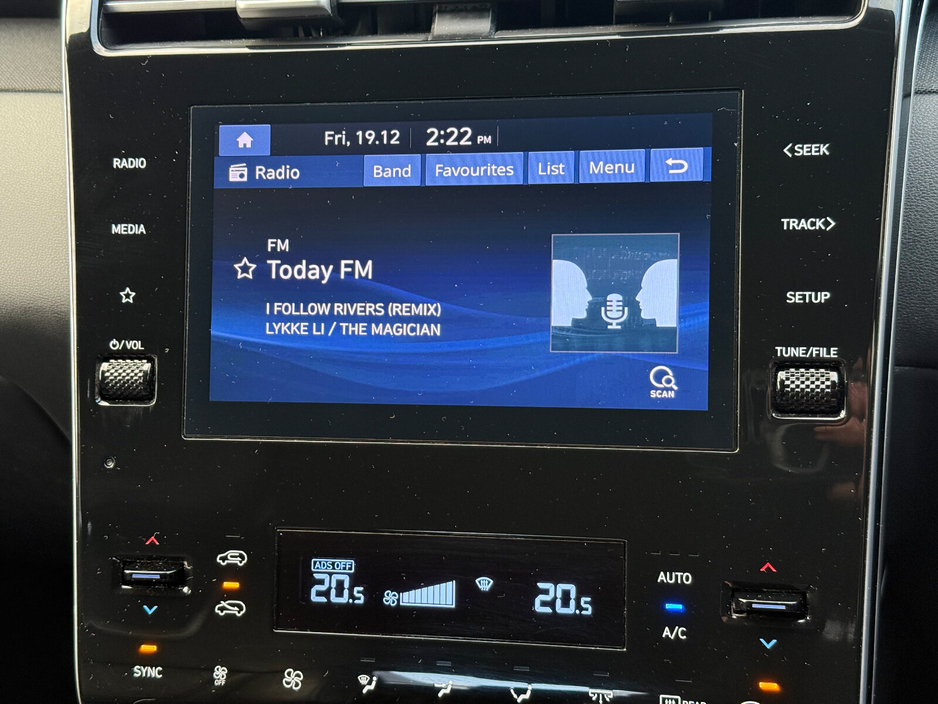 Fri, 19.12 2:22 PM
Radio Band Favourites List Menu
FM
Today FM
I FOLLOW RIVERS (REMIX)
LYKKE LI / THE MAGICIAN
SCAN
RADIO
MEDIA
/VOL
<SEEK
TRACK>
SETUP
TUNE/FILE
ADS OFF
20.5
20.5
AUTO
A/C
SYNC
OFF
REAR